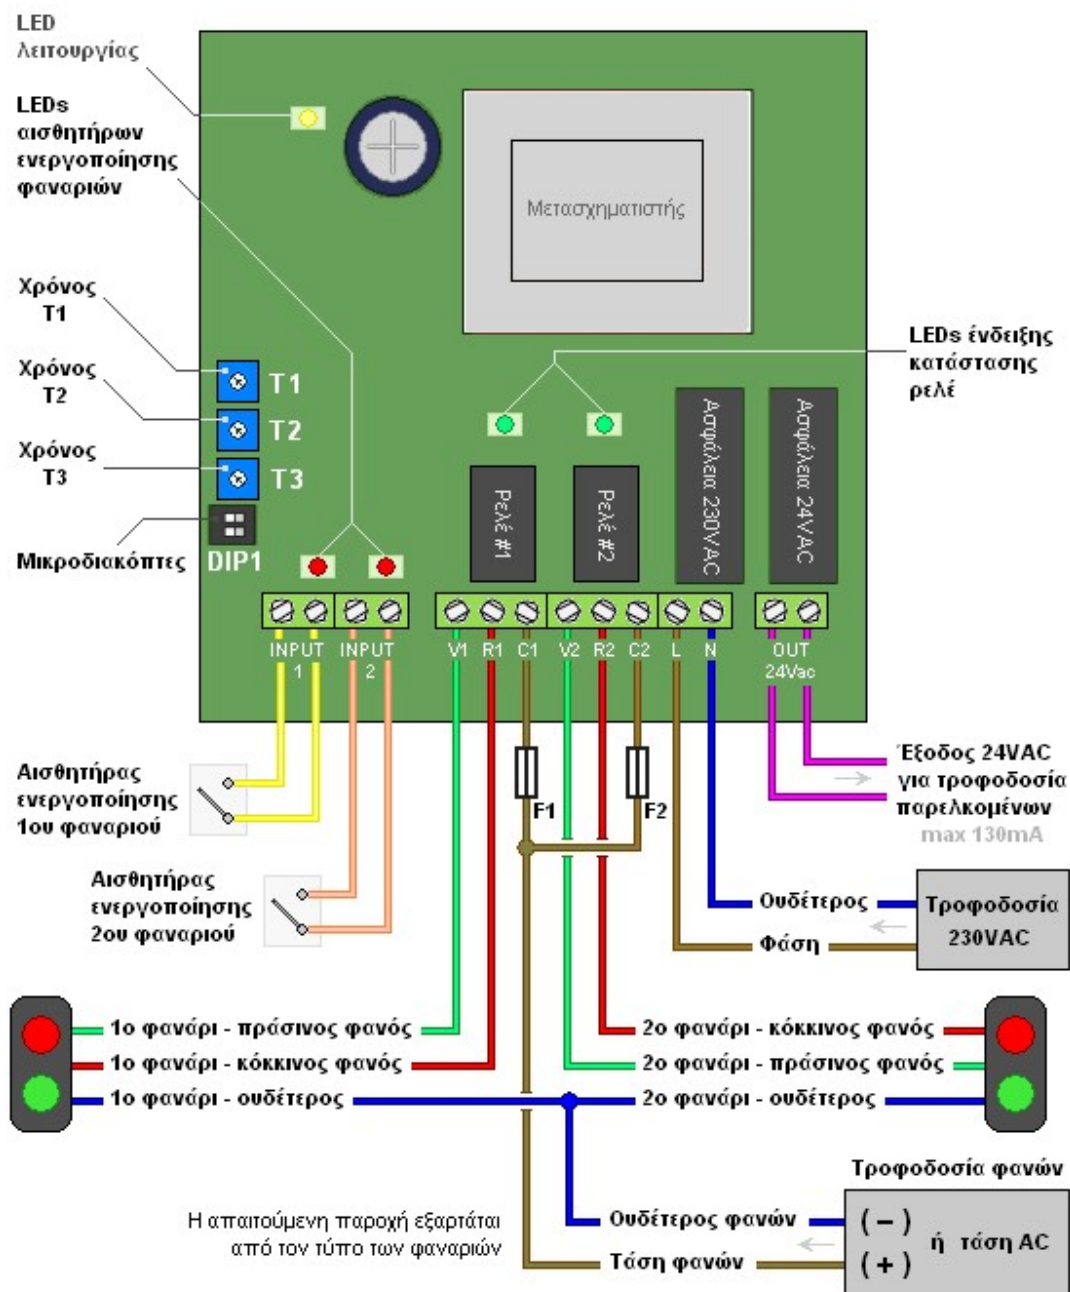 LED
λειτουργίας
LEDs
αισθητήρων
ενεργοποίησης
φαναριών
Μετασχηματιστής
Χρόνος
T1
Χρόνος
T2
Χρόνος
T3
Μικροδιακόπτες
T1
T2
T3
DIP1
LEDs ένδειξης
κατάστασης
ρελέ
Ρελέ #1
Ρελέ #2
Ασφάλεια 230VAC
Ασφάλεια 24VAC
INPUT
1
INPUT
2
V1
R1
C1
V2
R2
C2
L
N
OUT
24Vac
Αισθητήρας
ενεργοποίησης
1ου φαναριού
Αισθητήρας
ενεργοποίησης
2ου φαναριού
F1
F2
Έξοδος 24VAC
για τροφοδοσία
παρελκομένων
max 130mA
Ουδέτερος
Φάση
Τροφοδοσία
230VAC
1ο φανάρι - πράσινος φανός
1ο φανάρι - κόκκινος φανός
1ο φανάρι - ουδέτερος
2ο φανάρι - κόκκινος φανός
2ο φανάρι - πράσινος φανός
2ο φανάρι - ουδέτερος
Τροφοδοσία φανών
Η απαιτούμενη παροχή εξαρτάται
από τον τύπο των φαναριών
Ουδέτερος φανών
Τάση φανών
(-)
(+)
ή τάση AC